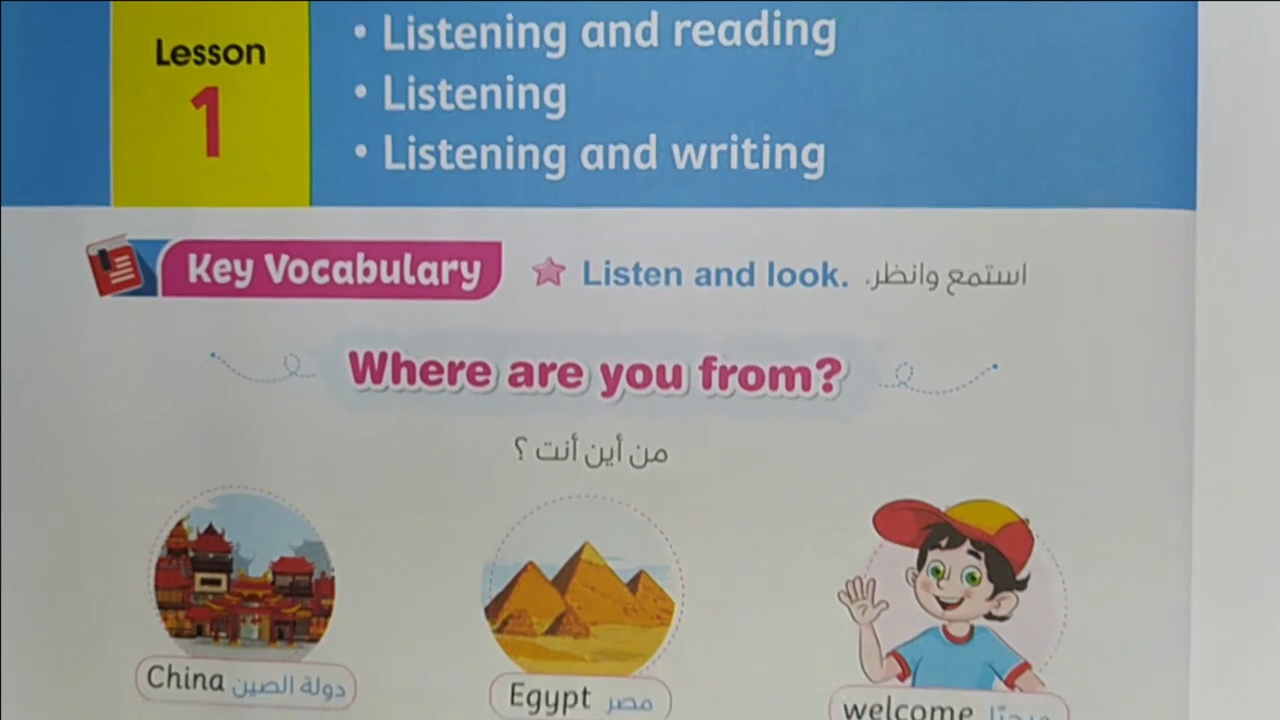 Lesson
1
• Listening and reading
• Listening
• Listening and writing
Key Vocabulary
Listen and look. استمع وانظر.
Where are you from?
من أين أنت ؟
China دولة الصين
Egypt مصر
welcome